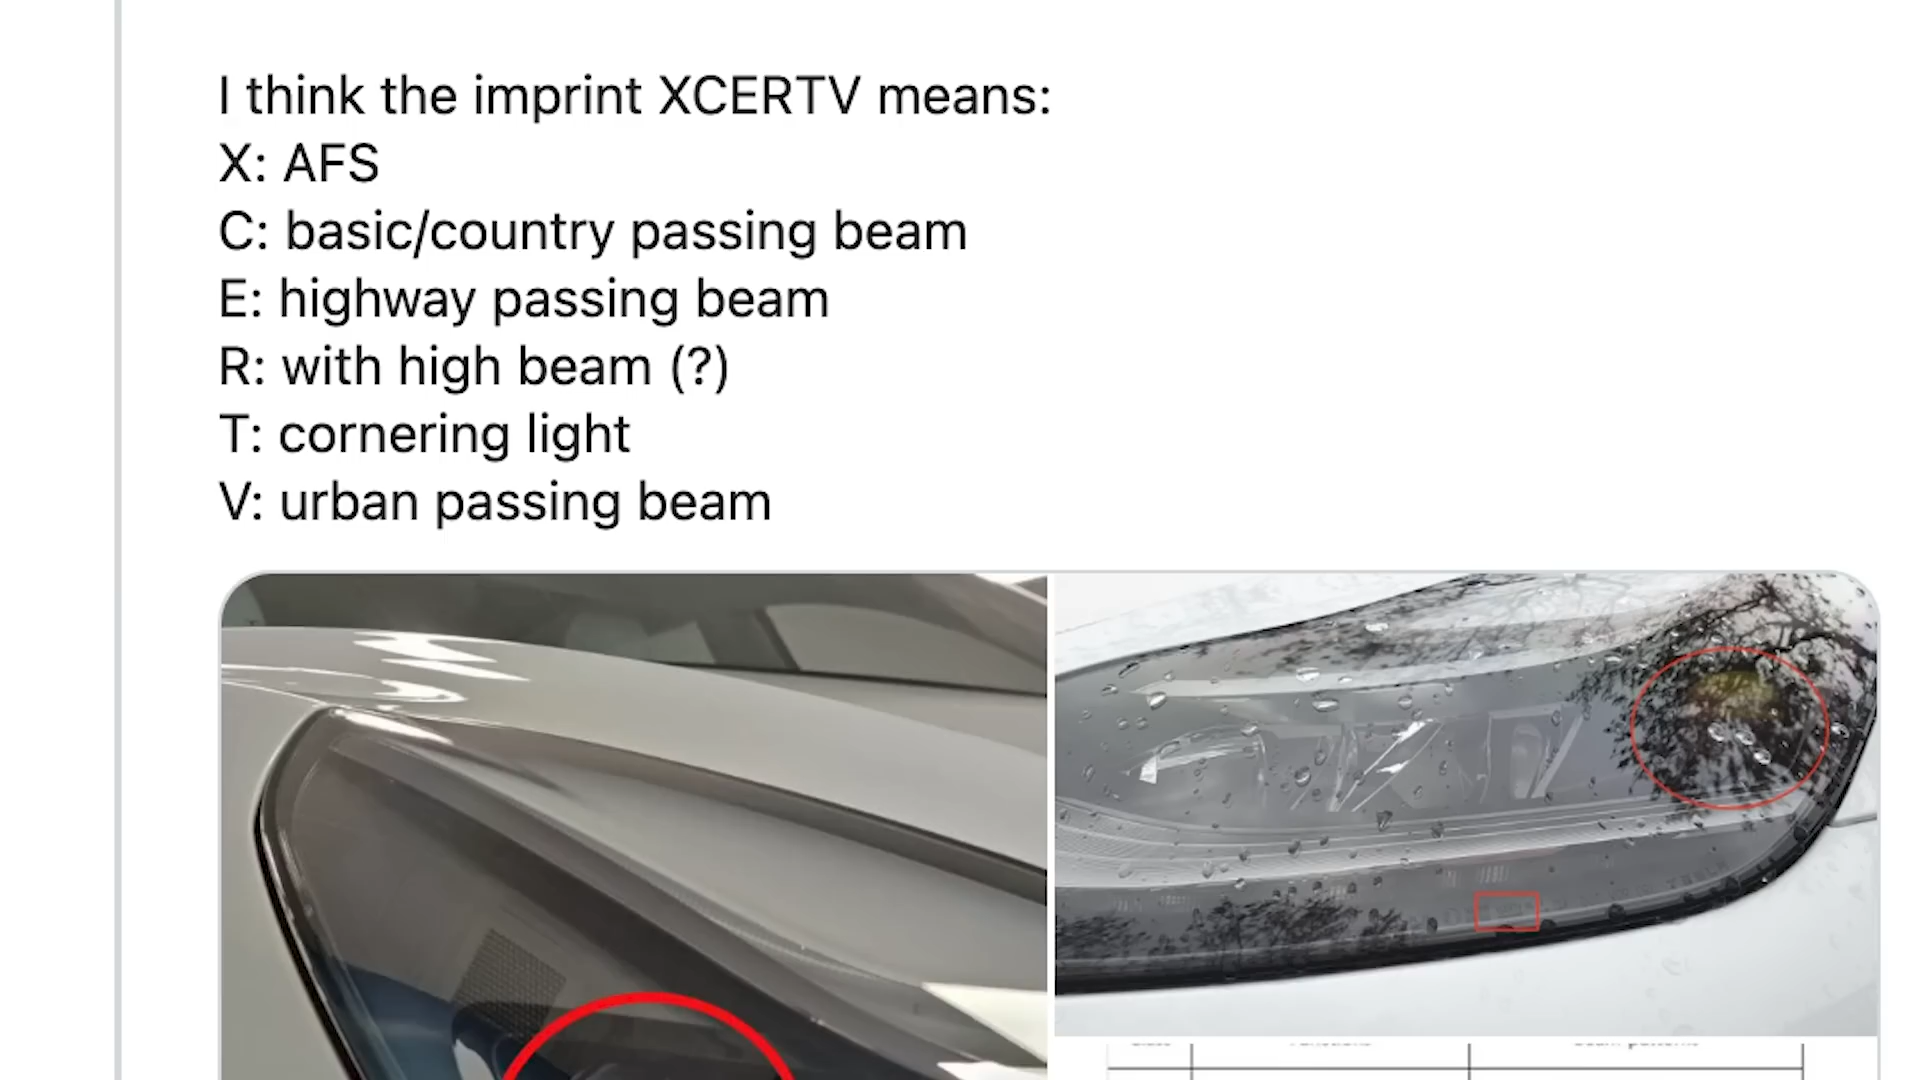 I think the imprint XCERTV means:
X: AFS
C: basic/country passing beam
E: highway passing beam
R: with high beam (?)
T: cornering light
V: urban passing beam